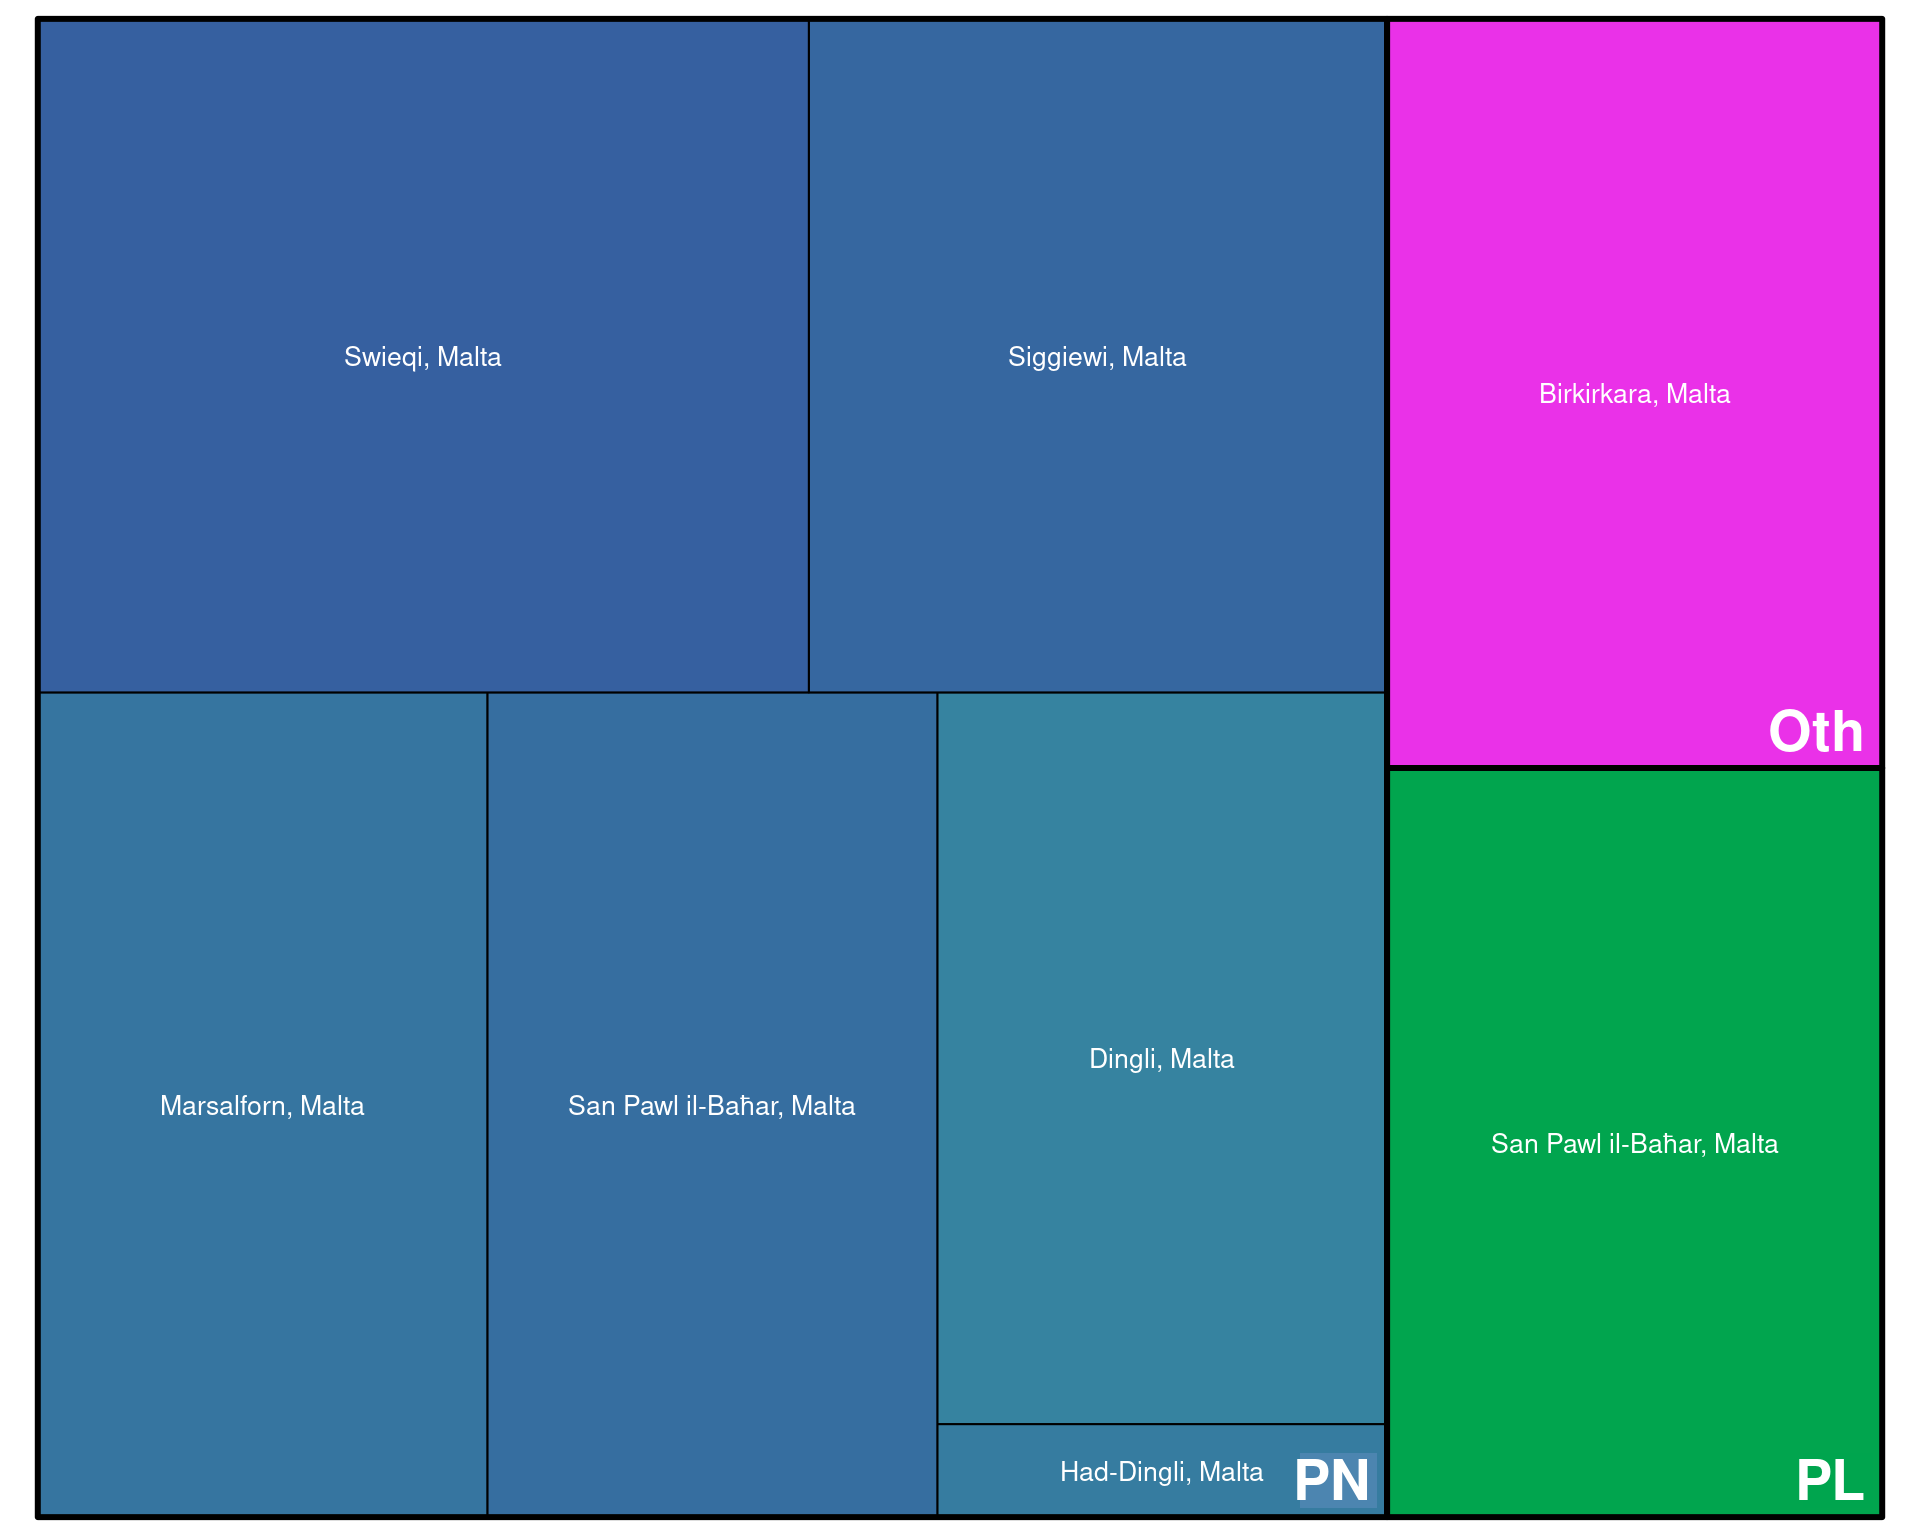 Swieqi, Malta
Siggiewi, Malta
Birkirkara, Malta
Oth
Marsalforn, Malta
San Pawl il-Baħar, Malta
Dingli, Malta
Had-Dingli, Malta
PN
San Pawl il-Baħar, Malta
PL